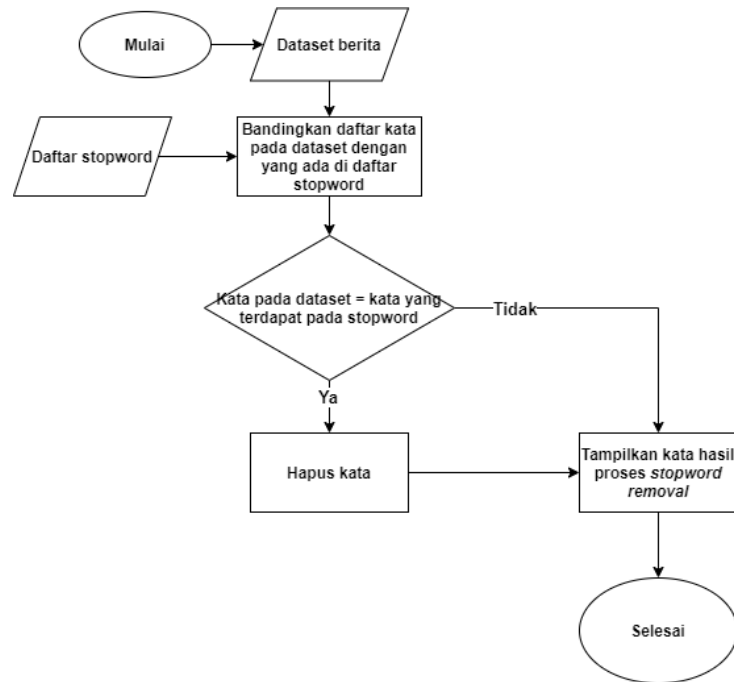 Mulai
Dataset berita
Daftar stopword
Bandingkan daftar kata
pada dataset dengan
yang ada di daftar
stopword
Kata pada dataset = kata yang
terdapat pada stopword
Tidak
Ya
Hapus kata
Tampilkan kata hasil
proses stopword
removal
Selesai